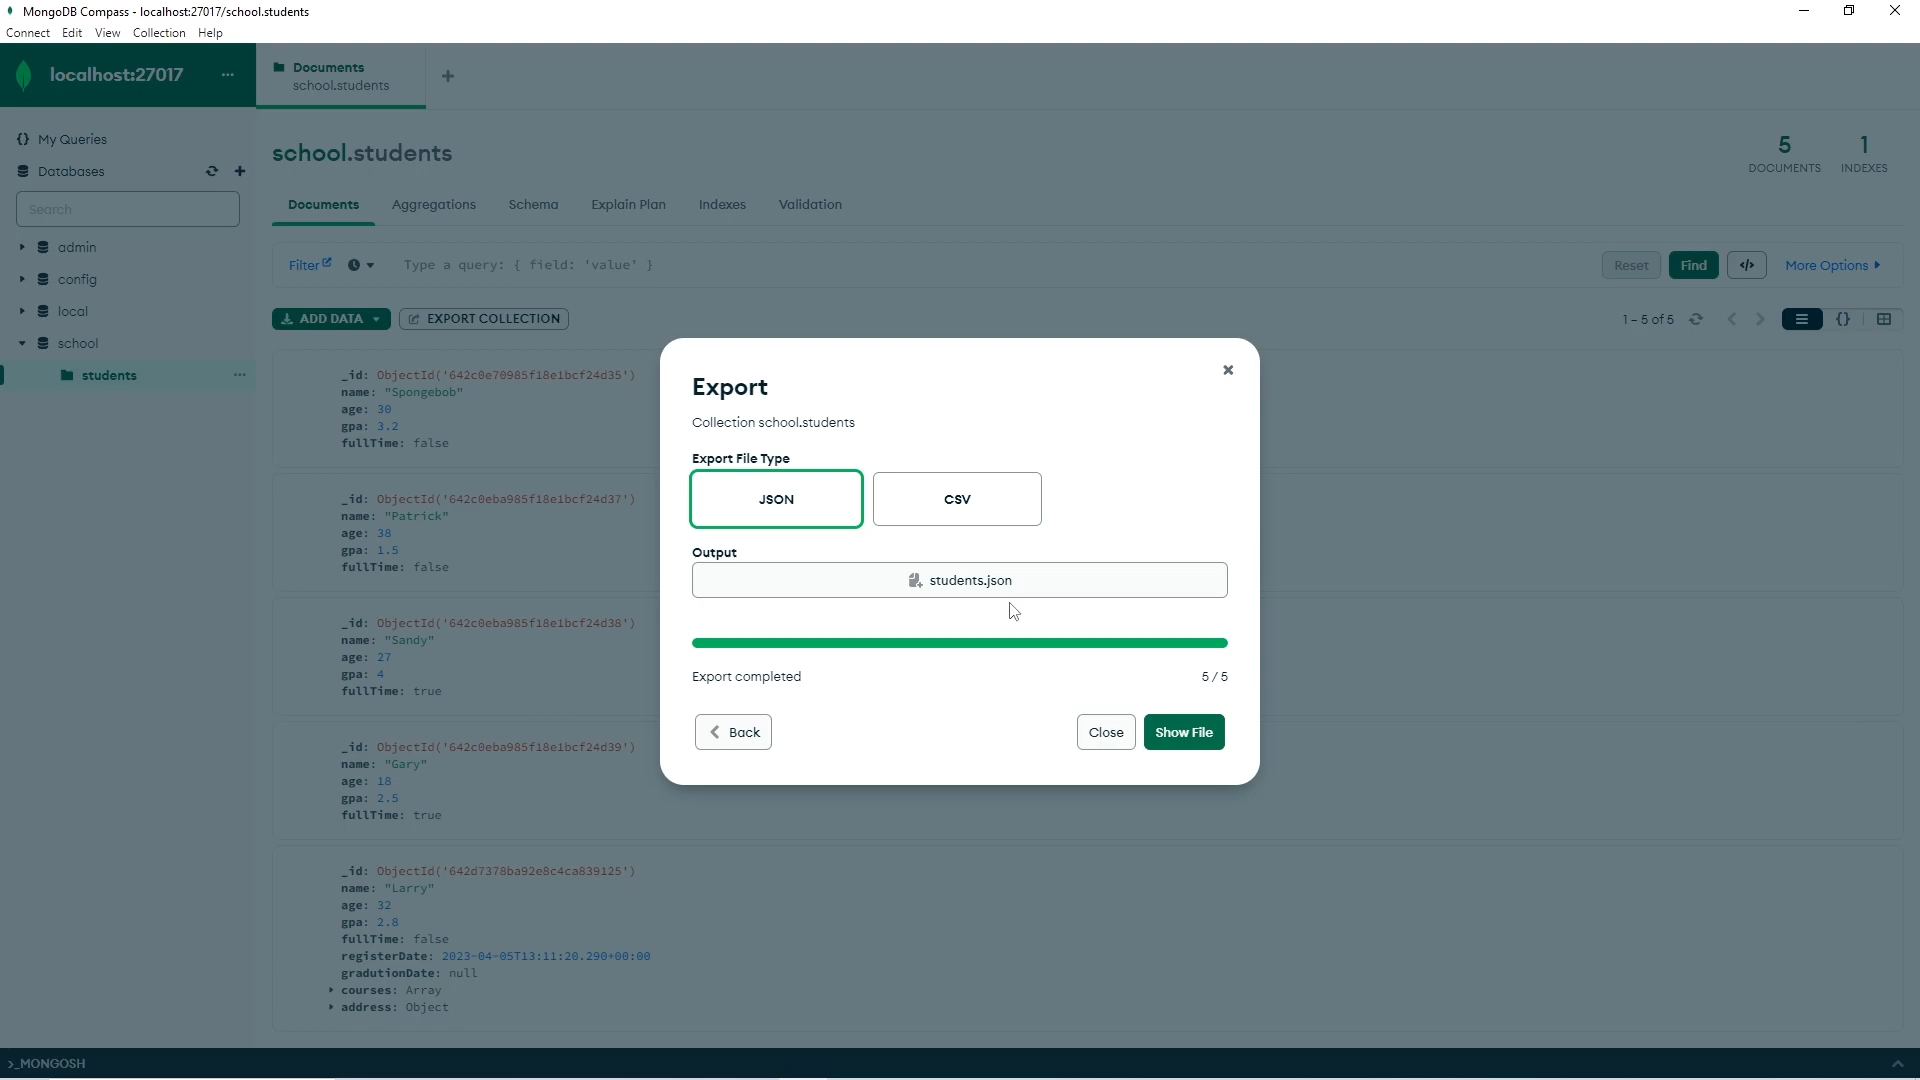 MongoDB Compass - localhost:27017/school.students
Connect Edit View Collection Help
localhost:27017
Documents
school.students
My Queries
Databases
Search
admin
config
local
school
students
school.students
5
DOCUMENTS
1
INDEXES
Documents Aggregations Schema Explain Plan Indexes Validation
Filter Type a query: { field: 'value' } Reset Find </> More Options
ADD DATA EXPORT COLLECTION 1 – 5 of 5 {}
_id: ObjectId('642c0e70985f18e1bcf24d35')
name: "Spongebob"
age: 30
gpa: 3.2
fullTime: false
_id: ObjectId('642c0eba985f18e1bcf24d37')
name: "Patrick"
age: 38
gpa: 1.5
fullTime: false
_id: ObjectId('642c0eba985f18e1bcf24d38')
name: "Sandy"
age: 27
gpa: 4
fullTime: true
_id: ObjectId('642c0eba985f18e1bcf24d39')
name: "Gary"
age: 18
gpa: 2.5
fullTime: true
_id: ObjectId('642d7378ba92e8c4ca839125')
name: "Larry"
age: 32
gpa: 2.8
fullTime: false
registerDate: 2023-04-05T13:11:20.290+00:00
gradutionDate: null
courses: Array
address: Object
Export
Collection school.students
Export File Type
JSON CSV
Output
students.json
Export completed 5 / 5
Back Close Show File
>_MONGOSH